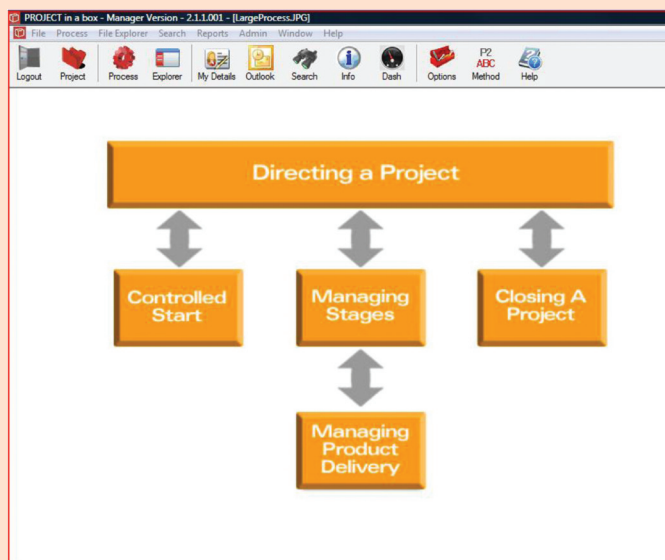 PROJECT in a box - Manager Version - 2.1.1.001 - [LargeProcess.JPG]
File Process File Explorer Search Reports Admin Window Help
P2
ABC
Logout Project Process Explorer My Details Outlook Search Info Dash Options Method Help
Directing a Project
Controlled
Start
Managing
Stages
Closing A
Project
Managing
Product
Delivery